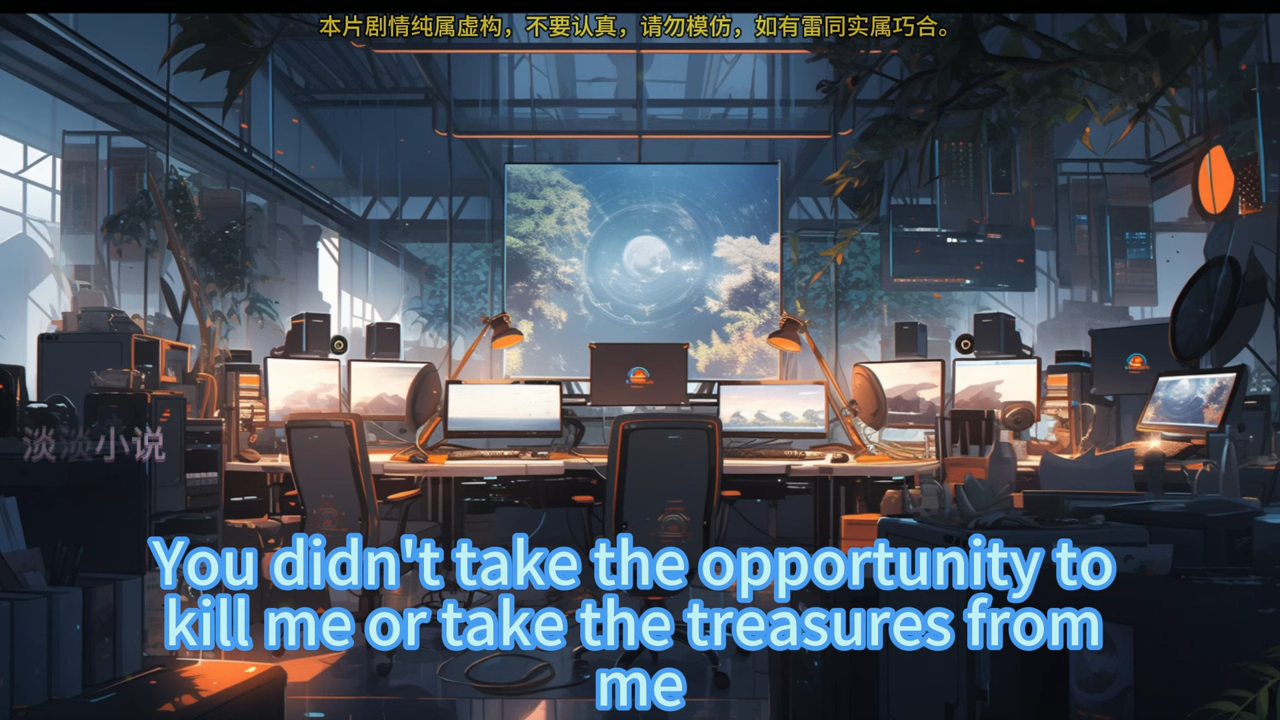 本片剧情纯属虚构，不要认真，请勿模仿，如有雷同实属巧合。
淡淡小说
You didn't take the opportunity to
kill me or take the treasures from
me